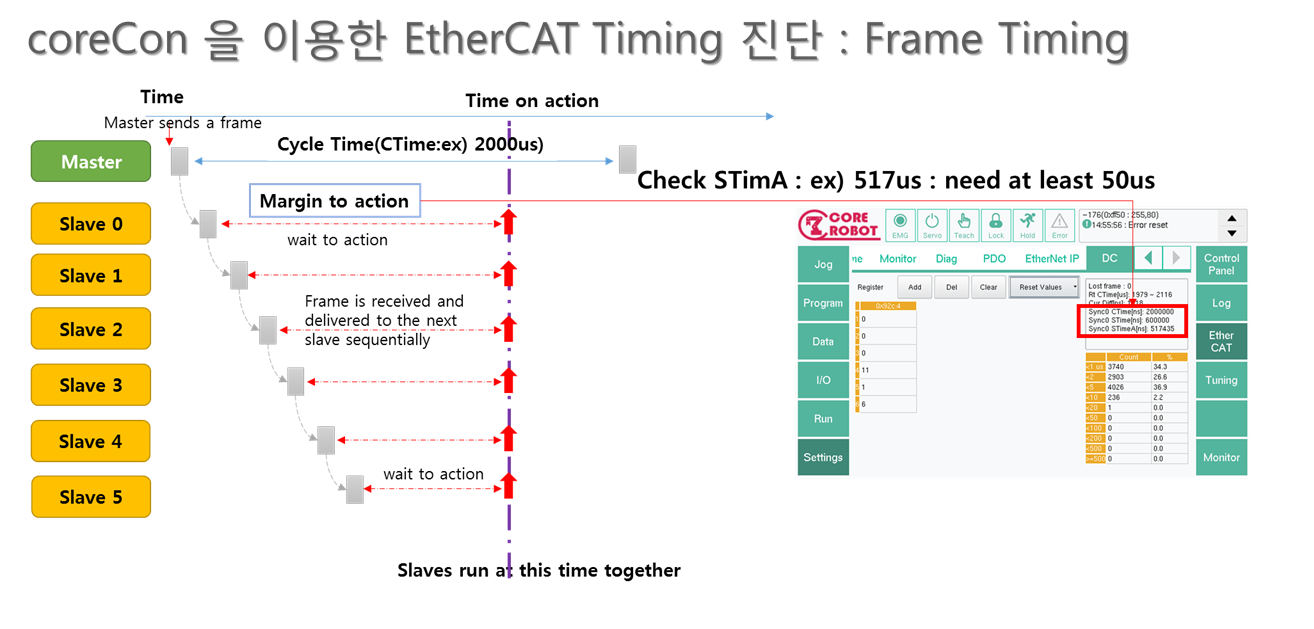 coreCon 을 이용한 EtherCAT Timing 진단 : Frame Timing
Time
Time on action
Master sends a frame
Cycle Time(CTime:ex) 2000us)
Master
Check STimA : ex) 517us : need at least 50us
Margin to action
Slave 0
wait to action
Slave 1
Frame is received and
delivered to the next
slave sequentially
Slave 2
Slave 3
Slave 4
wait to action
Slave 5
Slaves run at this time together
CORE
ROBOT
EMG
Servo
Teach
Lock
Hold
Error
-176(0xff50 : 255,80)
14:55:56 : Error reset
Jog
me
Monitor
Diag
PDO
EtherNet IP
DC
Control
Panel
Register
Add
Del
Clear
Reset Values
Lost frame : 0
Rt CTime[us]: 1979 ~ 2116
Sync0 CTime[ns]: 2000000
Sync0 STime[ns]: 600000
Sync0 STimeA[ns]: 517435
Program
Log
0x92c:4
0
0
0
11
1
6
Data
Ether
CAT
I/O
Tuning
Run
Settings
Monitor
Count %
<1 us 3740 34.3
<2 2903 26.6
<5 4026 36.9
<10 236 2.2
<20 1 0.0
<50 0 0.0
<100 0 0.0
<200 0 0.0
<500 0 0.0
>=500 0 0.0